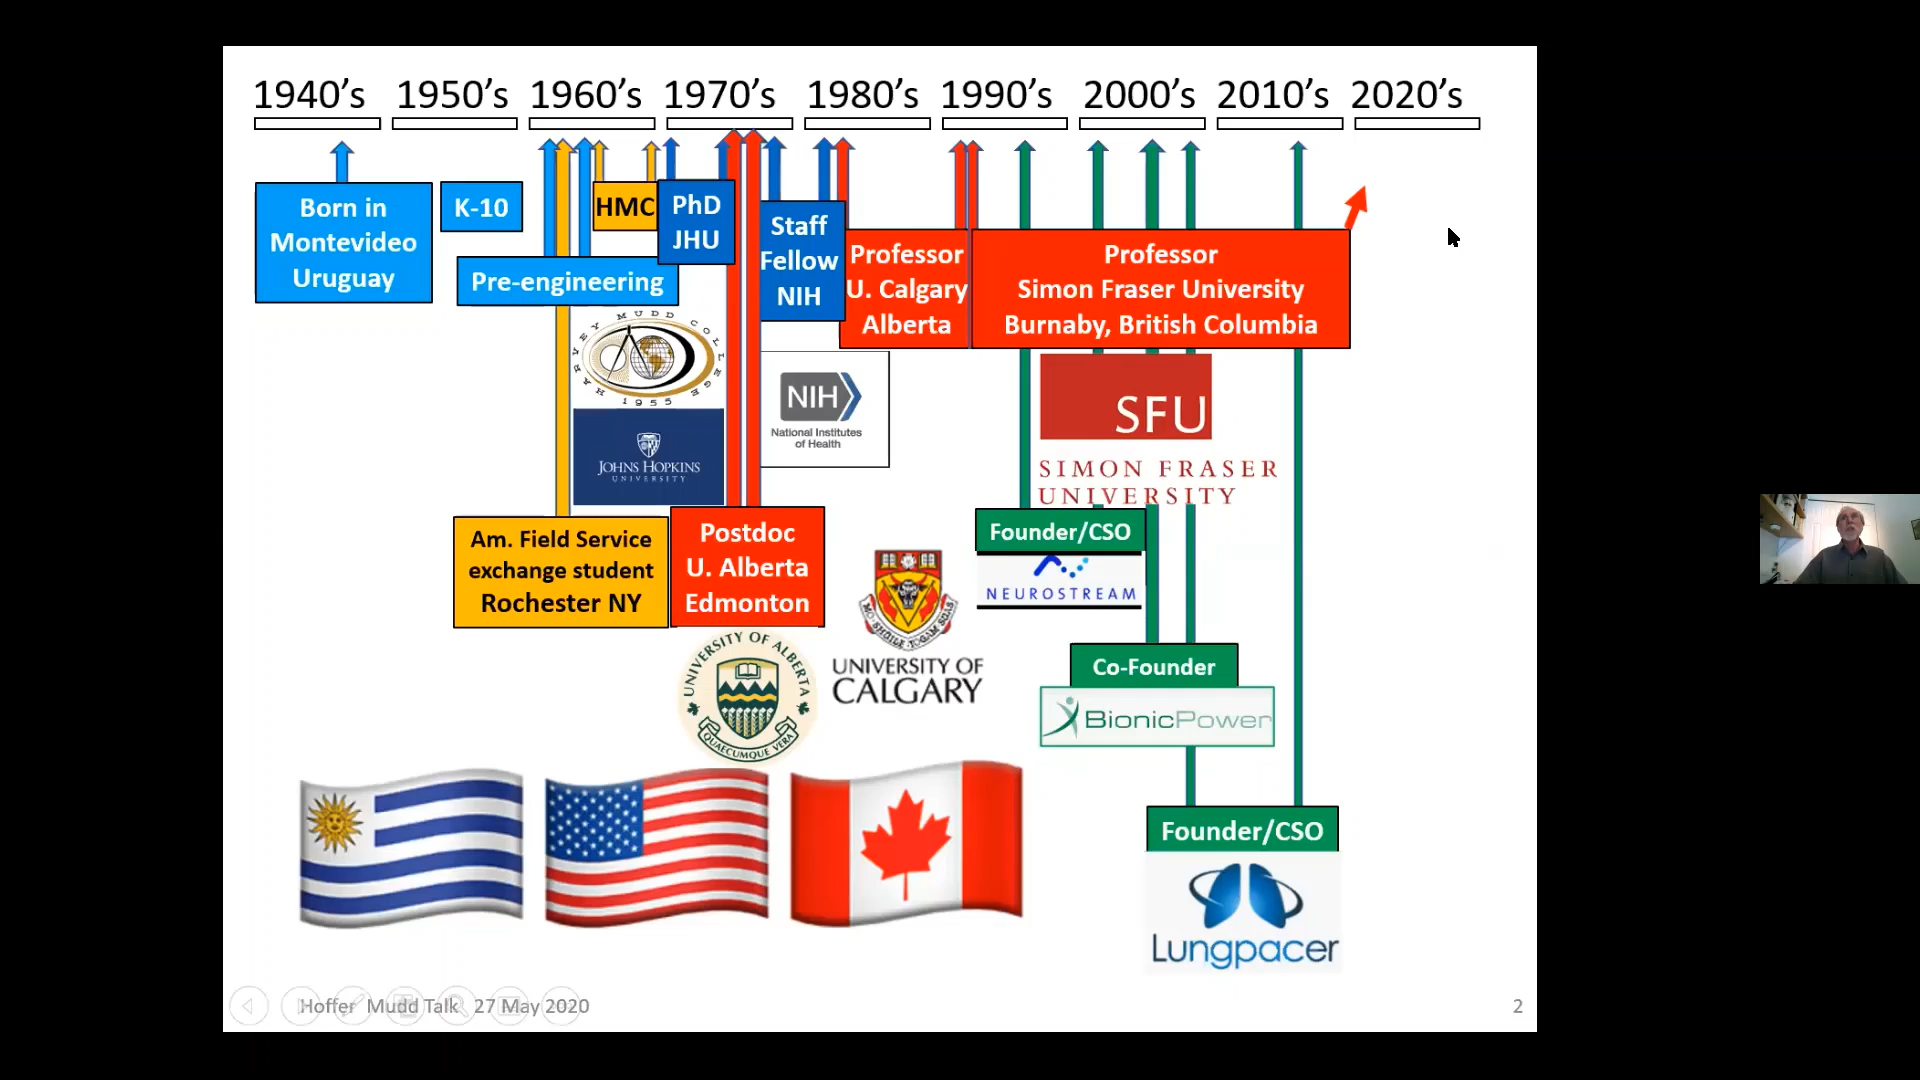 1940's 1950's 1960's 1970's 1980's 1990's 2000's 2010's 2020's
Born in
Montevideo
Uruguay
K-10
Pre-engineering
HMC
PhD
JHU
Staff
Fellow
NIH
Professor
U. Calgary
Alberta
Professor
Simon Fraser University
Burnaby, British Columbia
HARVEY MUDD COLLEGE
1955
JOHNS HOPKINS
UNIVERSITY
NIH
National Institutes
of Health
SFU
SIMON FRASER
UNIVERSITY
Am. Field Service
exchange student
Rochester NY
Postdoc
U. Alberta
Edmonton
UNIVERSITY OF ALBERTA
QUAECUMQUE VERA
MO SHÙILE TOGAM SUAS
UNIVERSITY OF
CALGARY
Founder/CSO
NEUROSTREAM
Co-Founder
BionicPower
Founder/CSO
Lungpacer
Hoffer Mudd Talk 27 May 2020
2